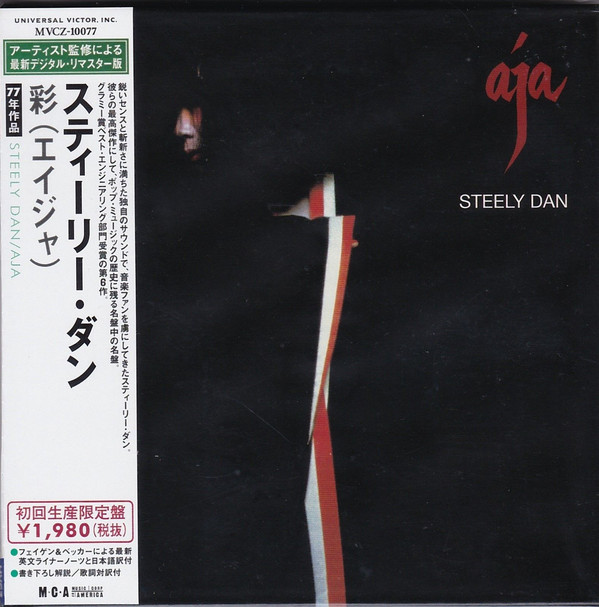 UNIVERSAL VICTOR, INC.
MVCZ-10077
アーティスト監修による
最新デジタル・リマスター版
スティーリー・ダン
彩(エイジャ)
77年作品
STEELY DAN/AJA
鋭いセンスと斬新さに満ちた独自のサウンドで、音楽ファンを虜にしてきたスティーリー・ダン。
彼らの最高傑作にして、ポップ・ミュージックの歴史に残る名盤中の名盤。
グラミー賞ベスト・エンジニアリング部門受賞の第6作。
初回生産限定盤
¥1,980(税抜)
●フェイゲン&ベッカーによる最新
英文ライナーノーツと日本語訳付
●書き下ろし解説/歌詞対訳付
M·C·A
MUSIC CORP
OF AMERICA
aja
STEELY DAN